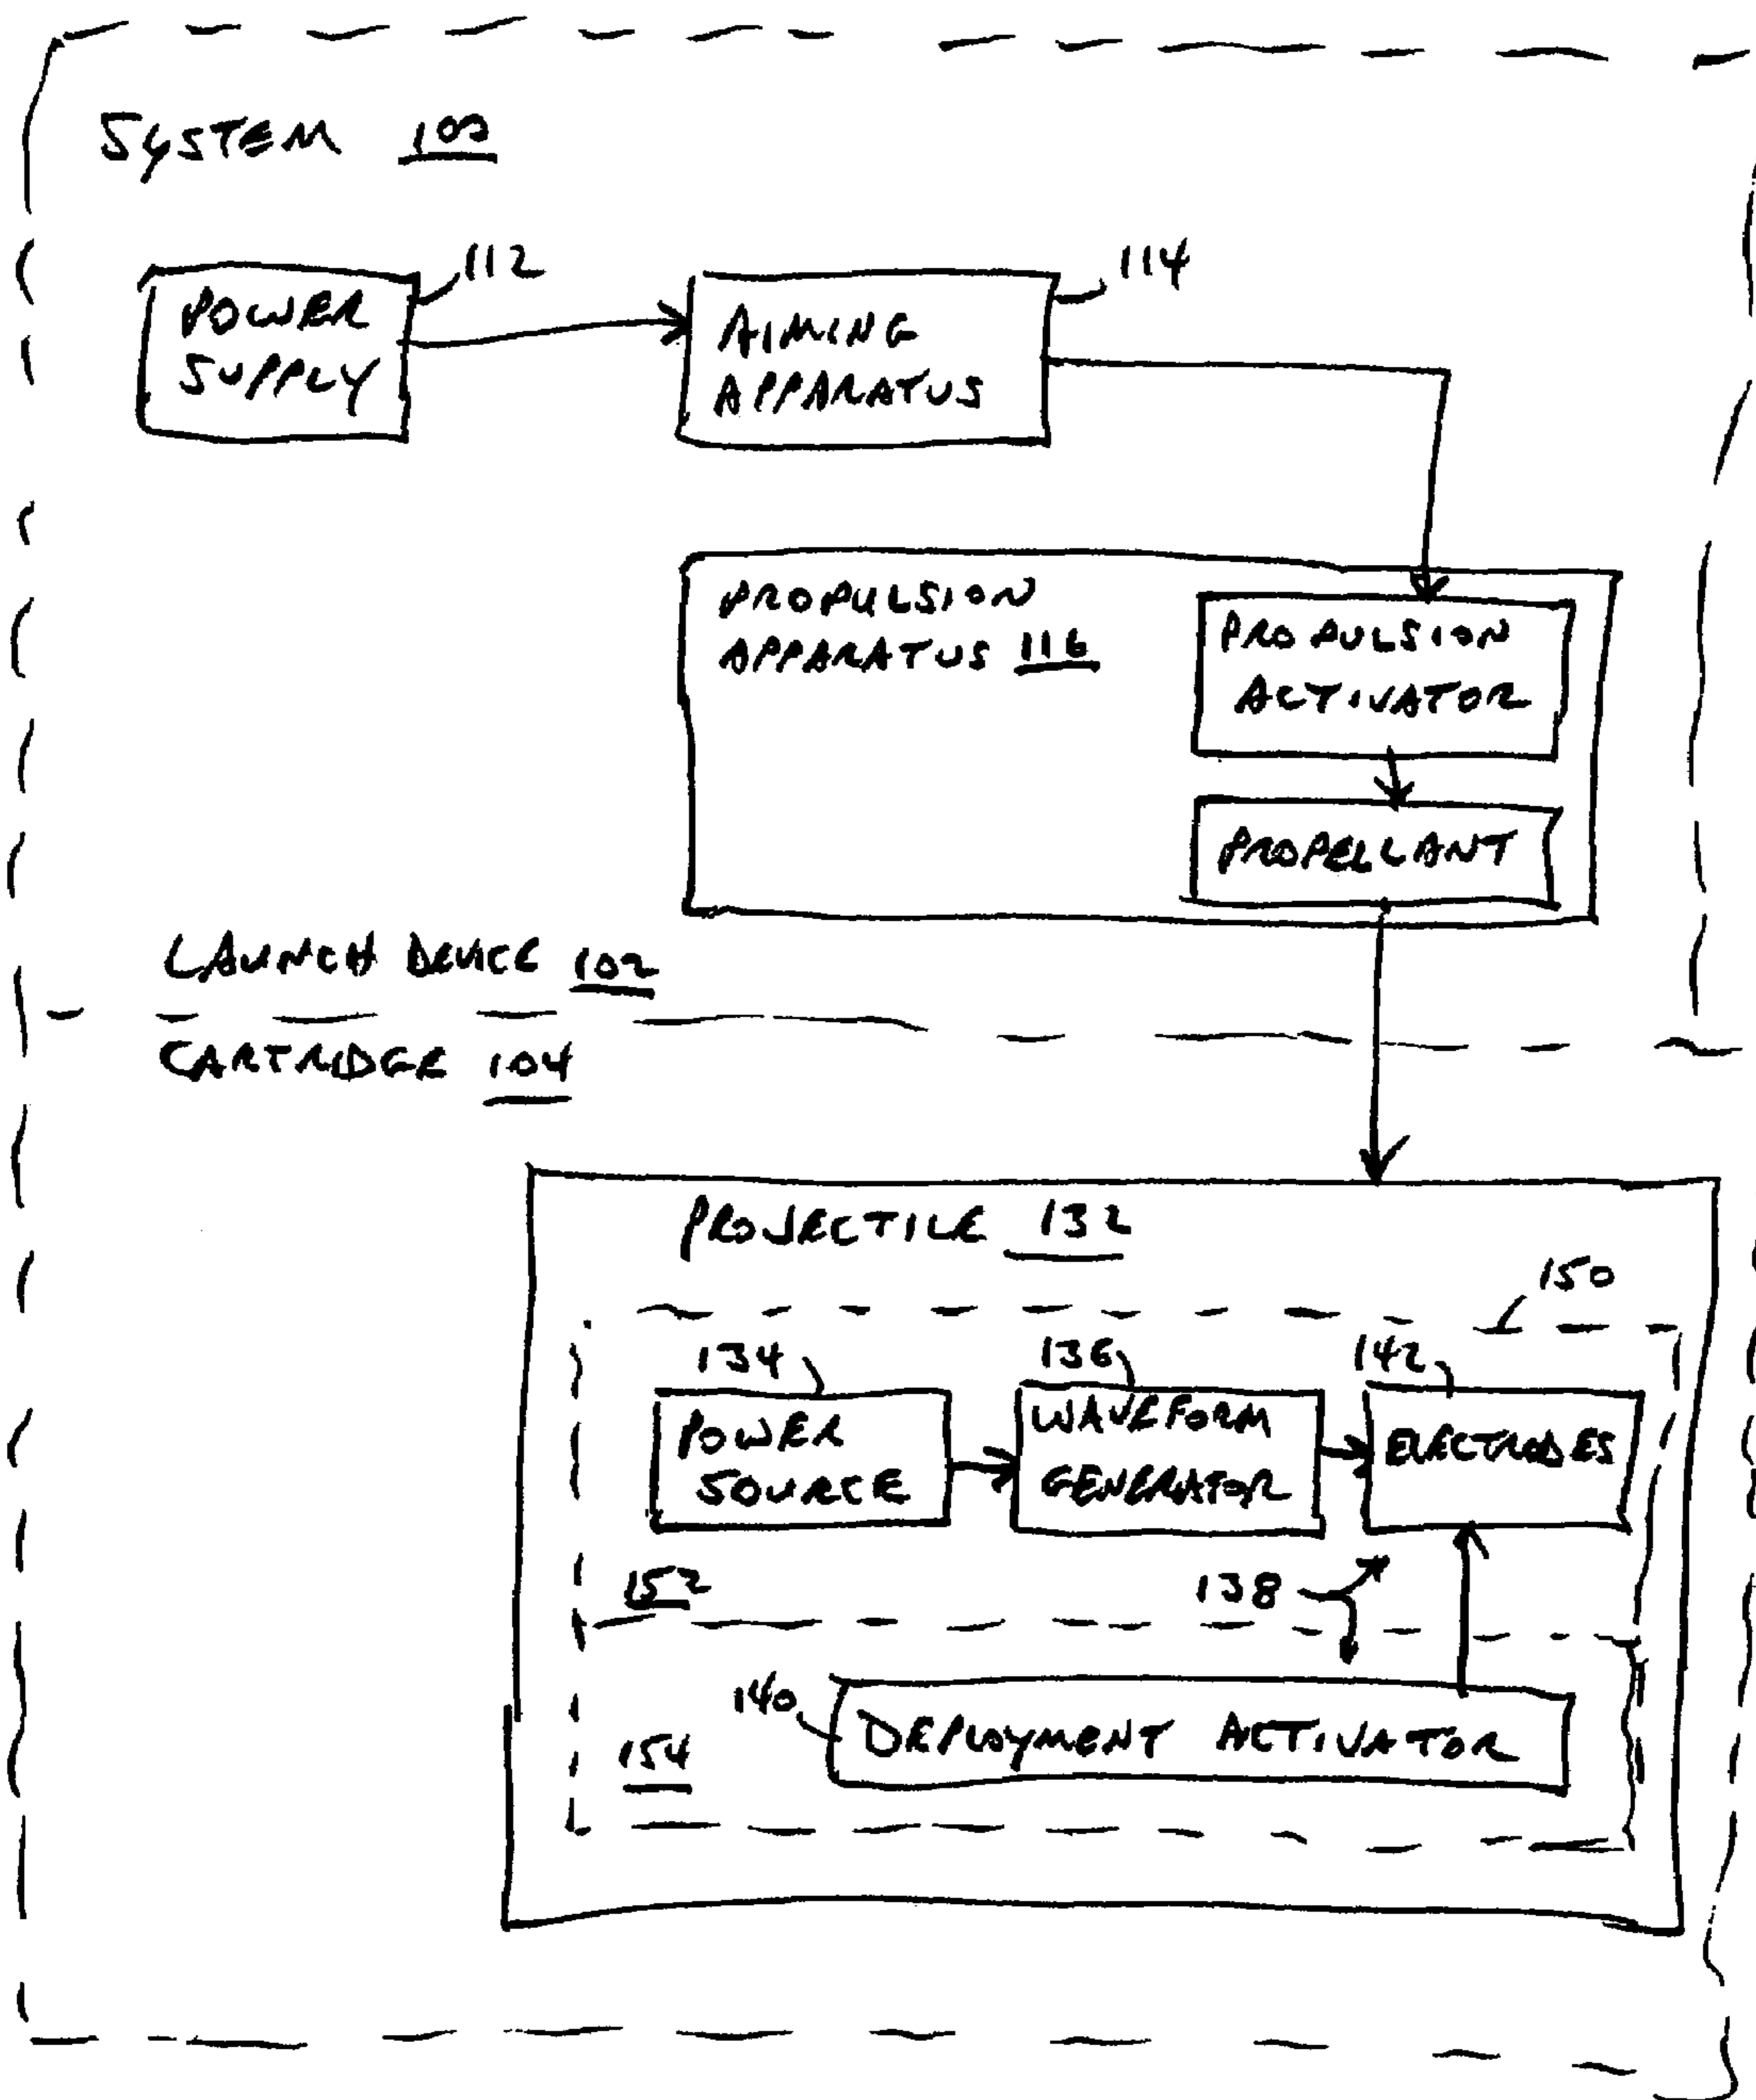 SYSTEM 100
112
114
POWER
SUPPLY
AIMING
APPARATUS
PROPULSION
APPARATUS 116
PROPULSION
ACTIVATOR
PROPELLANT
LAUNCH DEVICE 102
CARTRIDGE 104
PROJECTILE 132
150
134
136
142
POWER
SOURCE
WAVEFORM
GENERATOR
ELECTRODES
152
138
140
DEPLOYMENT ACTIVATOR
154